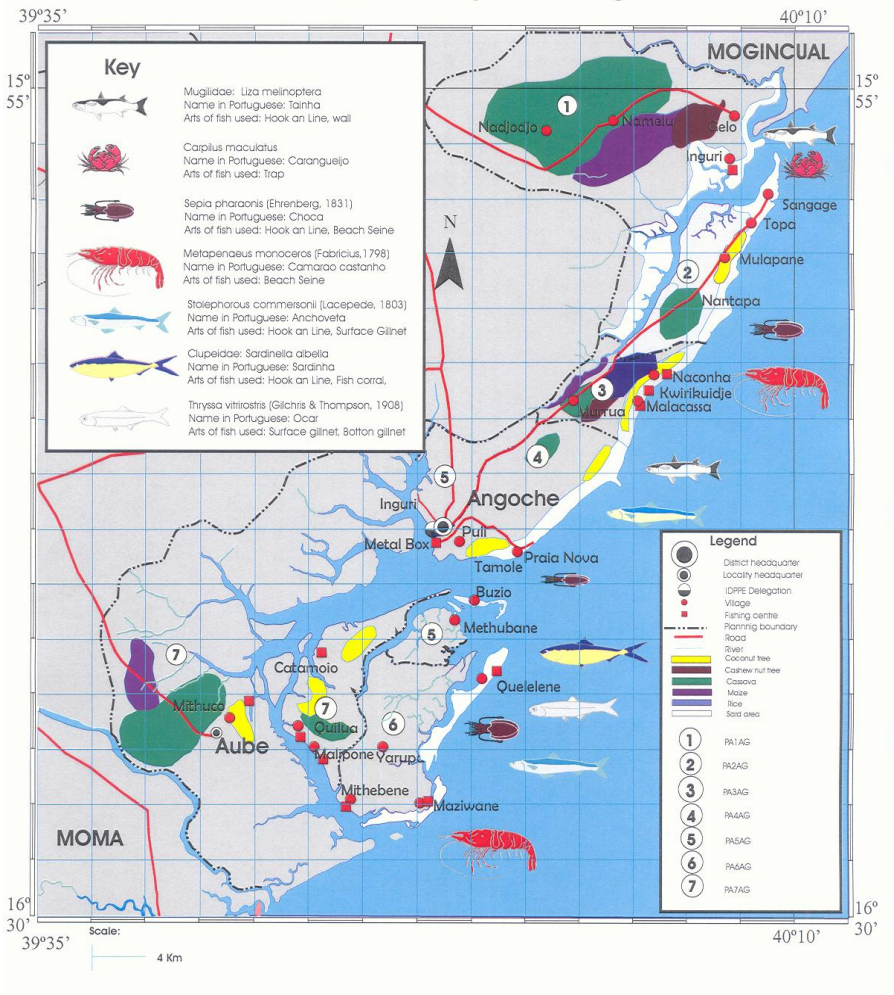 39º35'
40º10'
15º
55'
15º
55'
MOGINCUAL
Key
Mugilidae: Liza melinoptera
Name in Portuguese: Tainha
Arts of fish used: Hook an Line, wall
Carpilus maculatus
Name in Portuguese: Carangueijo
Arts of fish used: Trap
Sepia pharaonis (Ehrenberg, 1831)
Name in Portuguese: Choca
Arts of fish used: Hook an Line, Beach Seine
Metapenaeus monoceros (Fabricius,1798)
Name in Portuguese: Camarao castanho
Arts of fish used: Beach Seine
Stolephorous commersonii (Lacepede, 1803)
Name in Portuguese: Anchoveta
Arts of fish used: Hook an Line, Surface Gillnet
Clupeidae: Sardinella albella
Name in Portuguese: Sardinha
Arts of fish used: Hook an Line, Fish corral,
Thryssa vitrirostris (Gilchris & Thompson, 1908)
Name in Portuguese: Ocar
Arts of fish used: Surface gillnet, Botton gillnet
N
1
Nadjodjo
Namelu
Gelo
Inguri
Sangage
Topa
Mulapane
2
Nantapa
3
Naconha
Kwirikuidje
Malacassa
Murrua
4
5
Angoche
Inguri
Metal Box
Puli
Tamole
Praia Nova
Buzio
5
Methubane
Catamoio
Quelelene
7
Mithuco
Aube
7
Quilua
6
Malipone
Yarupa
Mithebene
Maziwane
MOMA
Legend
District headquarter
Locality headquarter
IDPPE Delegation
Village
Fishing centre
Plannnig boundary
Road
River
Coconut tree
Cashew nut tree
Cassava
Maize
Rice
Sand area
1 PA1AG
2 PA2AG
3 PA3AG
4 PA4AG
5 PA5AG
6 PA6AG
7 PA7AG
16º
30'
16º
30'
39º35'
40º10'
Scale:
4 Km